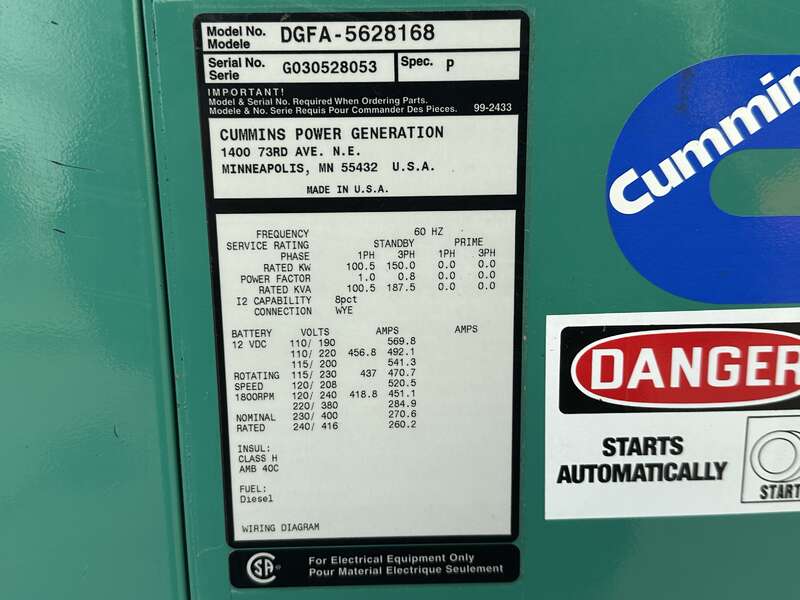 Model No. DGFA-5628168
Modele
Serial No. G030528053 Spec. P
Serie
IMPORTANT!
Model & Serial No. Required When Ordering Parts.
Modele & No. Serie Requis Pour Commander Des Pieces. 99-2433
CUMMINS POWER GENERATION
1400 73RD AVE. N.E.
MINNEAPOLIS, MN 55432 U.S.A.
MADE IN U.S.A.
FREQUENCY 60 HZ
SERVICE RATING STANDBY PRIME
PHASE 1PH 3PH 1PH 3PH
RATED KW 100.5 150.0 0.0 0.0
POWER FACTOR 1.0 0.8 0.0 0.0
RATED KVA 100.5 187.5 0.0 0.0
I2 CAPABILITY 8pct
CONNECTION WYE
BATTERY VOLTS AMPS AMPS
12 VDC 110/ 190 569.8
110/ 220 456.8 492.1
115/ 200 541.3
ROTATING 115/ 230 437 470.7
SPEED 120/ 208 520.5
1800RPM 120/ 240 418.8 451.1
220/ 380 284.9
NOMINAL 230/ 400 270.6
RATED 240/ 416 260.2
INSUL:
CLASS H
AMB 40C
FUEL:
Diesel
WIRING DIAGRAM
SA ®
For Electrical Equipment Only
Pour Material Electrique Seulement
Cummin
DANGER
STARTS
AUTOMATICALLY
START